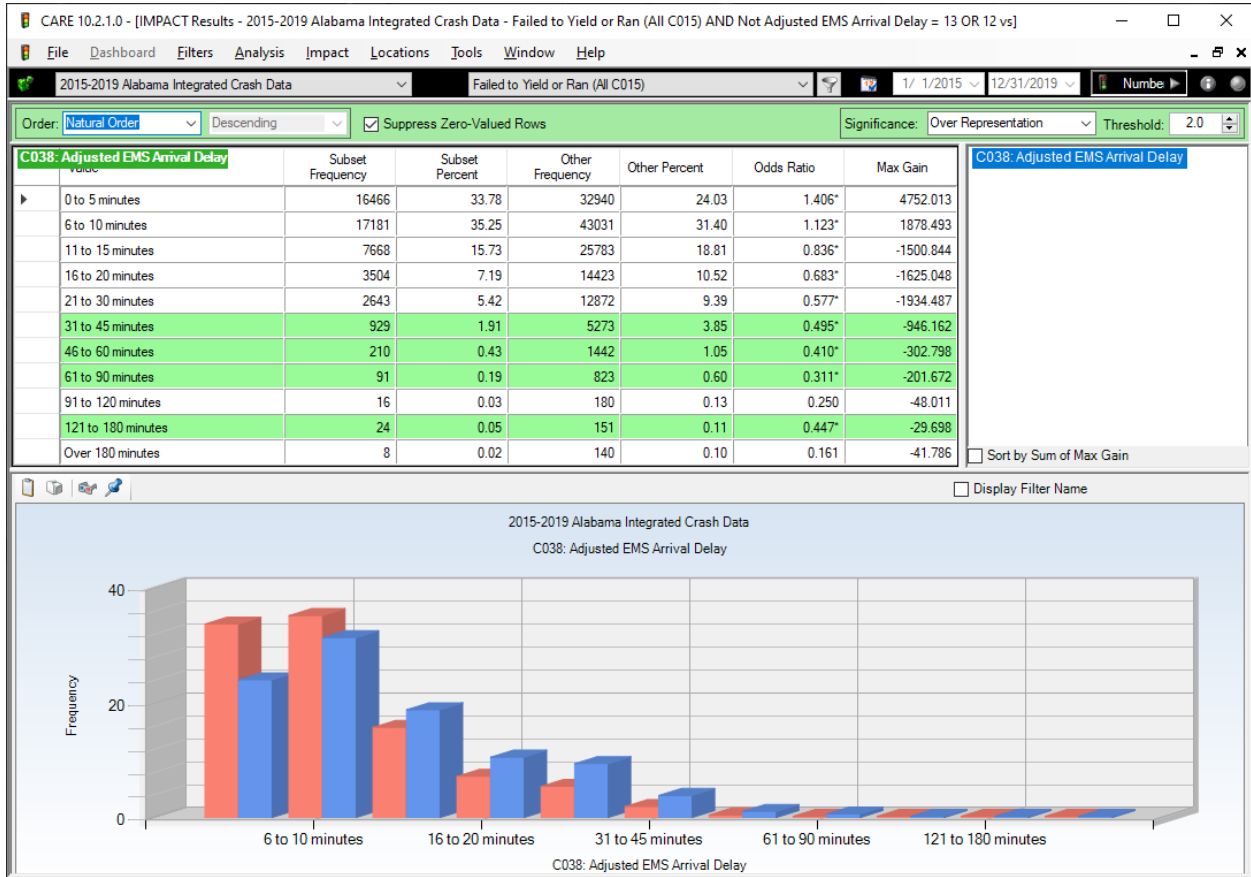 CARE 10.2.1.0 - [IMPACT Results - 2015-2019 Alabama Integrated Crash Data - Failed to Yield or Ran (All C015) AND Not Adjusted EMS Arrival Delay = 13 OR 12 vs]
File Dashboard Filters Analysis Impact Locations Tools Window Help
2015-2019 Alabama Integrated Crash Data Failed to Yield or Ran (All C015) 1/ 1/2015 12/31/2019 Numbe
Order: Natural Order Descending Suppress Zero-Valued Rows Significance: Over Representation Threshold: 2.0
C038: Adjusted EMS Arrival Delay Subset Frequency Subset Percent Other Frequency Other Percent Odds Ratio Max Gain C038: Adjusted EMS Arrival Delay
0 to 5 minutes 16466 33.78 32940 24.03 1.406* 4752.013
6 to 10 minutes 17181 35.25 43031 31.40 1.123* 1878.493
11 to 15 minutes 7668 15.73 25783 18.81 0.836* -1500.844
16 to 20 minutes 3504 7.19 14423 10.52 0.683* -1625.048
21 to 30 minutes 2643 5.42 12872 9.39 0.577* -1934.487
31 to 45 minutes 929 1.91 5273 3.85 0.495* -946.162
46 to 60 minutes 210 0.43 1442 1.05 0.410* -302.798
61 to 90 minutes 91 0.19 823 0.60 0.311* -201.672
91 to 120 minutes 16 0.03 180 0.13 0.250 -48.011
121 to 180 minutes 24 0.05 151 0.11 0.447* -29.698
Over 180 minutes 8 0.02 140 0.10 0.161 -41.786 Sort by Sum of Max Gain
Display Filter Name
2015-2019 Alabama Integrated Crash Data
C038: Adjusted EMS Arrival Delay
40
20
0
Frequency
6 to 10 minutes 16 to 20 minutes 31 to 45 minutes 61 to 90 minutes 121 to 180 minutes
C038: Adjusted EMS Arrival Delay